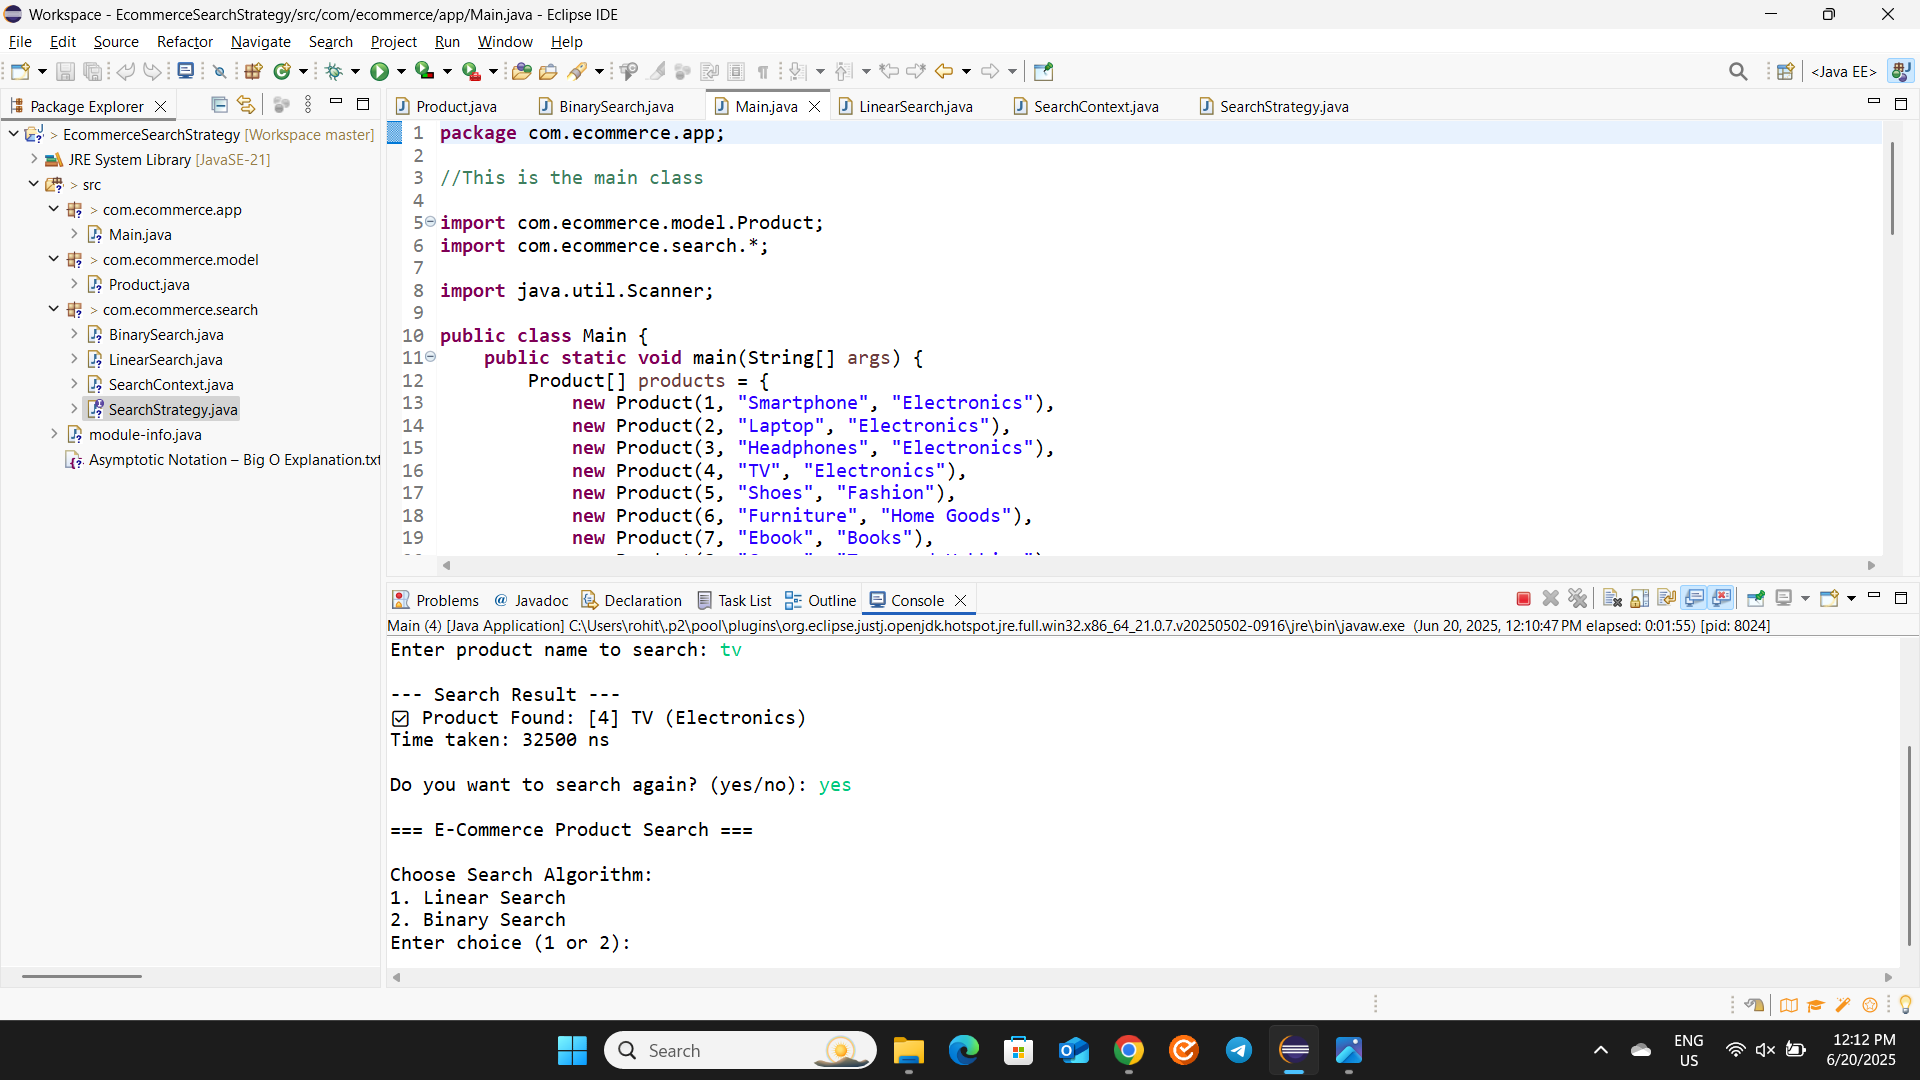 Workspace - EcommerceSearchStrategy/src/com/ecommerce/app/Main.java - Eclipse IDE
File Edit Source Refactor Navigate Search Project Run Window Help
<Java EE>
Package Explorer
> EcommerceSearchStrategy [Workspace master]
JRE System Library [JavaSE-21]
> src
> com.ecommerce.app
Main.java
> com.ecommerce.model
Product.java
> com.ecommerce.search
BinarySearch.java
LinearSearch.java
SearchContext.java
SearchStrategy.java
module-info.java
Asymptotic Notation – Big O Explanation.txt
Product.java BinarySearch.java Main.java LinearSearch.java SearchContext.java SearchStrategy.java
1 package com.ecommerce.app;
2
3 //This is the main class
4
5 import com.ecommerce.model.Product;
6 import com.ecommerce.search.*;
7
8 import java.util.Scanner;
9
10 public class Main {
11     public static void main(String[] args) {
12         Product[] products = {
13             new Product(1, "Smartphone", "Electronics"),
14             new Product(2, "Laptop", "Electronics"),
15             new Product(3, "Headphones", "Electronics"),
16             new Product(4, "TV", "Electronics"),
17             new Product(5, "Shoes", "Fashion"),
18             new Product(6, "Furniture", "Home Goods"),
19             new Product(7, "Ebook", "Books"),
Problems @ Javadoc Declaration Task List Outline Console
Main (4) [Java Application] C:\Users\rohit\.p2\pool\plugins\org.eclipse.justj.openjdk.hotspot.jre.full.win32.x86_64_21.0.7.v20250502-0916\jre\bin\javaw.exe (Jun 20, 2025, 12:10:47 PM elapsed: 0:01:55) [pid: 8024]
Enter product name to search: tv
--- Search Result ---
☑ Product Found: [4] TV (Electronics)
Time taken: 32500 ns
Do you want to search again? (yes/no): yes
=== E-Commerce Product Search ===
Choose Search Algorithm:
1. Linear Search
2. Binary Search
Enter choice (1 or 2):
Search
ENG
US
12:12 PM
6/20/2025